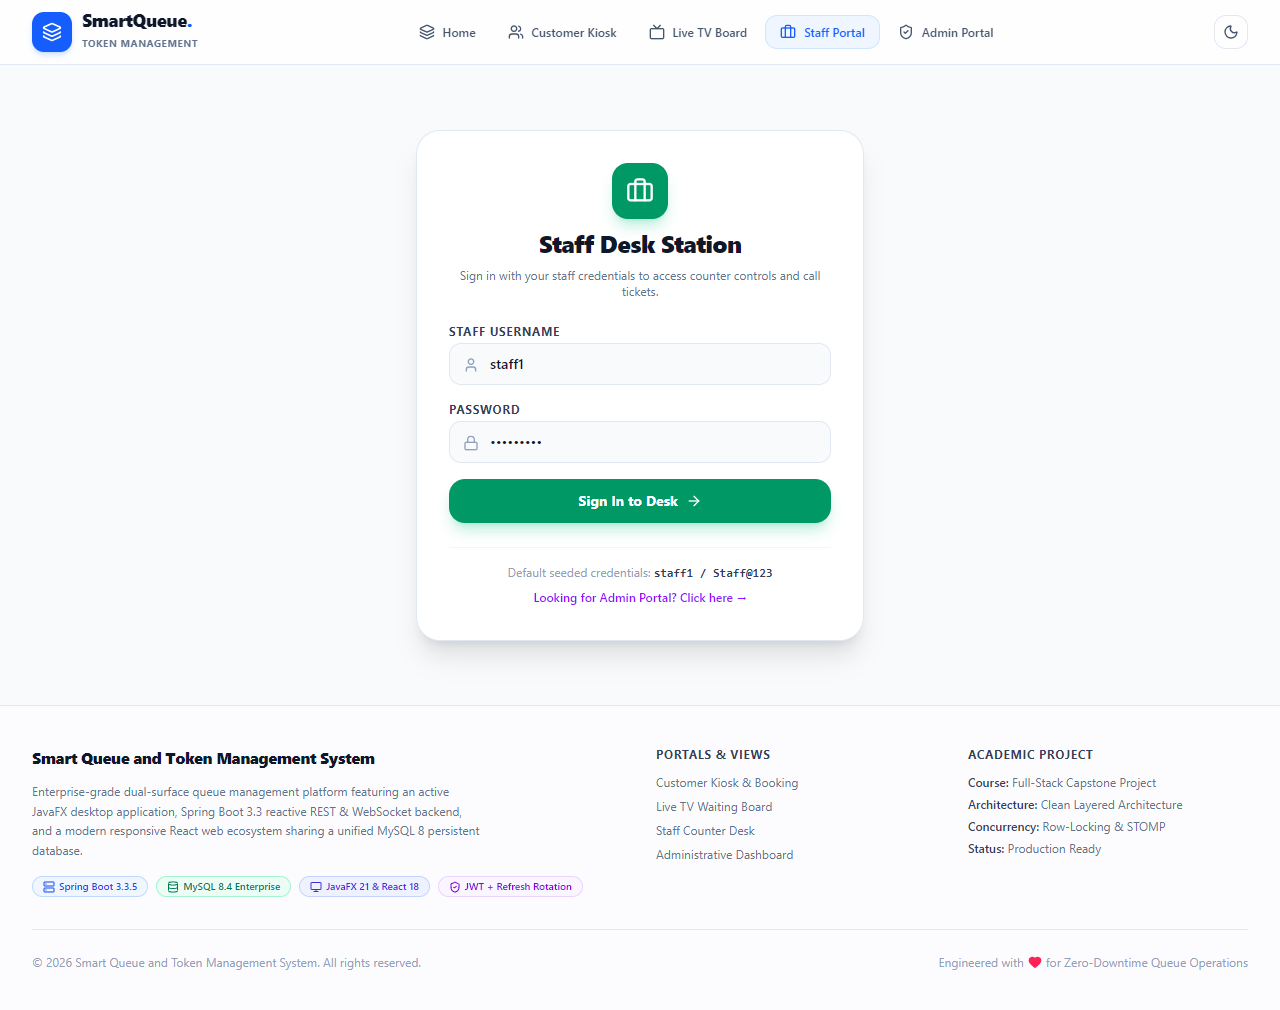 SmartQueue.
TOKEN MANAGEMENT
Home
Customer Kiosk
Live TV Board
Staff Portal
Admin Portal
Staff Desk Station
Sign in with your staff credentials to access counter controls and call
tickets.
STAFF USERNAME
staff1
PASSWORD
•••••••••
Sign In to Desk →
Default seeded credentials: staff1 / Staff@123
Looking for Admin Portal? Click here →
Smart Queue and Token Management System
Enterprise-grade dual-surface queue management platform featuring an active
JavaFX desktop application, Spring Boot 3.3 reactive REST & WebSocket backend,
and a modern responsive React web ecosystem sharing a unified MySQL 8 persistent
database.
Spring Boot 3.3.5
MySQL 8.4 Enterprise
JavaFX 21 & React 18
JWT + Refresh Rotation
PORTALS & VIEWS
Customer Kiosk & Booking
Live TV Waiting Board
Staff Counter Desk
Administrative Dashboard
ACADEMIC PROJECT
Course: Full-Stack Capstone Project
Architecture: Clean Layered Architecture
Concurrency: Row-Locking & STOMP
Status: Production Ready
© 2026 Smart Queue and Token Management System. All rights reserved.
Engineered with ❤ for Zero-Downtime Queue Operations